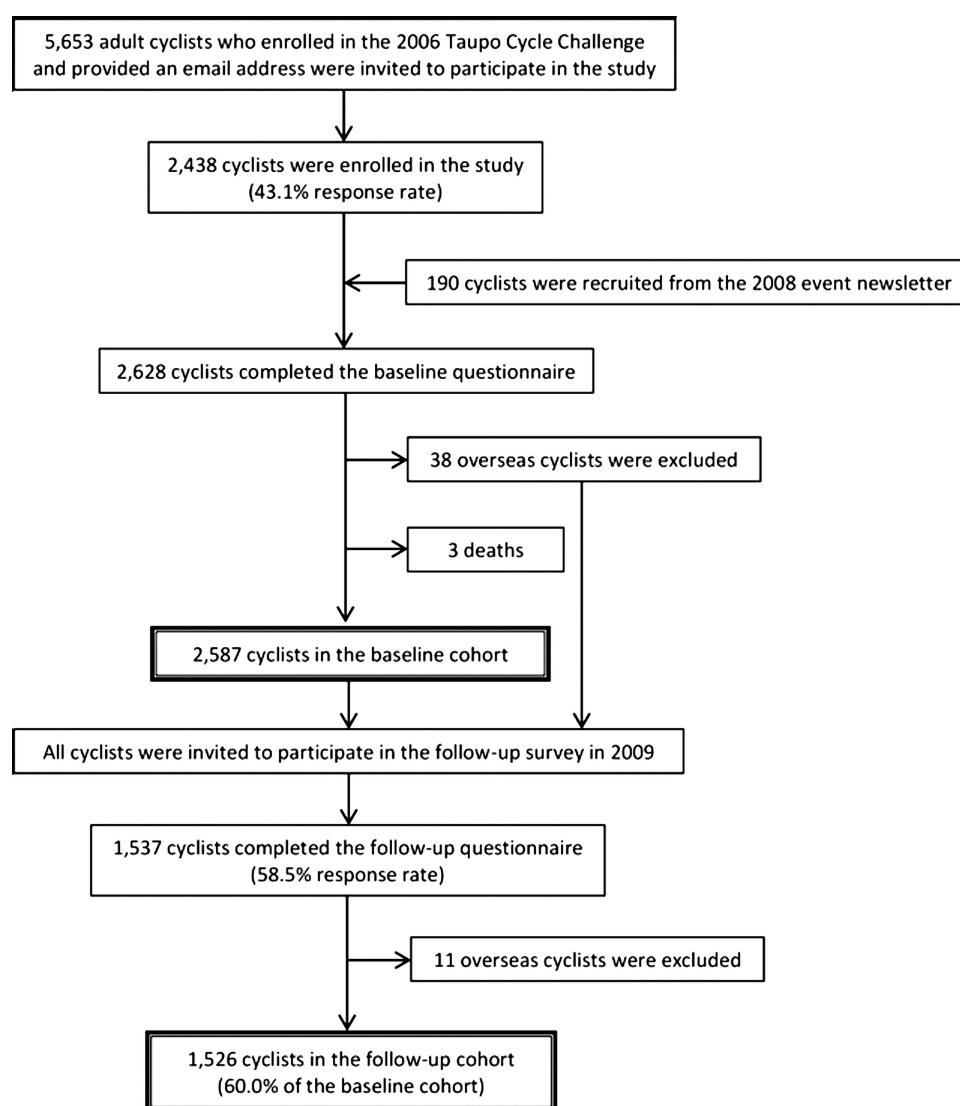 5,653 adult cyclists who enrolled in the 2006 Taupo Cycle Challenge
and provided an email address were invited to participate in the study
2,438 cyclists were enrolled in the study
(43.1% response rate)
190 cyclists were recruited from the 2008 event newsletter
2,628 cyclists completed the baseline questionnaire
38 overseas cyclists were excluded
3 deaths
2,587 cyclists in the baseline cohort
All cyclists were invited to participate in the follow-up survey in 2009
1,537 cyclists completed the follow-up questionnaire
(58.5% response rate)
11 overseas cyclists were excluded
1,526 cyclists in the follow-up cohort
(60.0% of the baseline cohort)